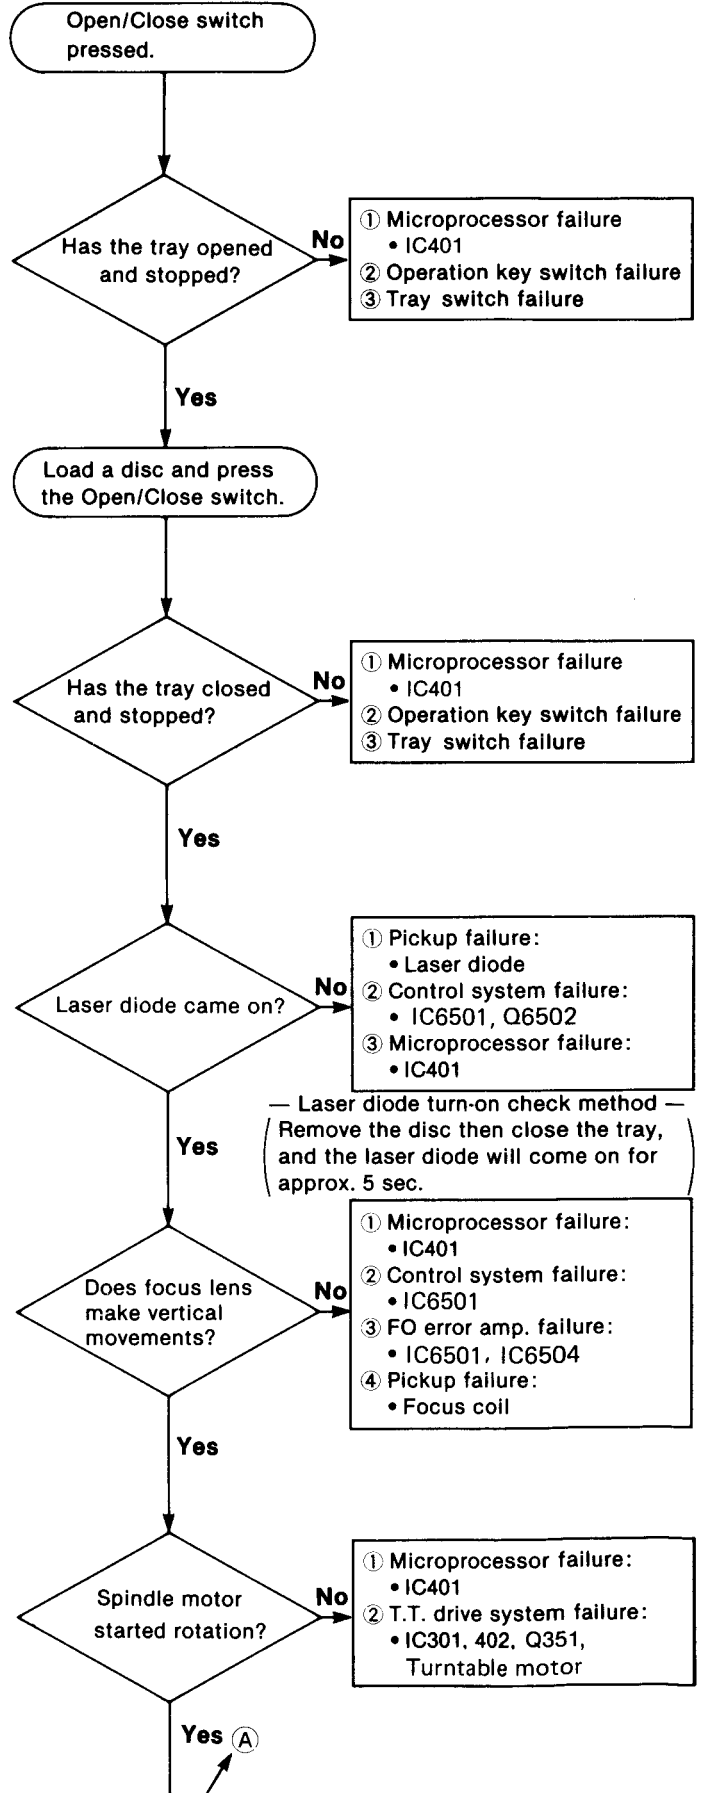 Open/Close switch
pressed.
Has the tray opened
and stopped?
No
① Microprocessor failure
• IC401
② Operation key switch failure
③ Tray switch failure
Yes
Load a disc and press
the Open/Close switch.
Has the tray closed
and stopped?
No
① Microprocessor failure
• IC401
② Operation key switch failure
③ Tray switch failure
Yes
Laser diode came on?
No
① Pickup failure:
• Laser diode
② Control system failure:
• IC6501, Q6502
③ Microprocessor failure:
• IC401
— Laser diode turn-on check method —
Remove the disc then close the tray,
and the laser diode will come on for
approx. 5 sec.
Yes
Does focus lens
make vertical
movements?
No
① Microprocessor failure:
• IC401
② Control system failure:
• IC6501
③ FO error amp. failure:
• IC6501, IC6504
④ Pickup failure:
• Focus coil
Yes
Spindle motor
started rotation?
No
① Microprocessor failure:
• IC401
② T.T. drive system failure:
• IC301, 402, Q351,
Turntable motor
Yes Ⓐ